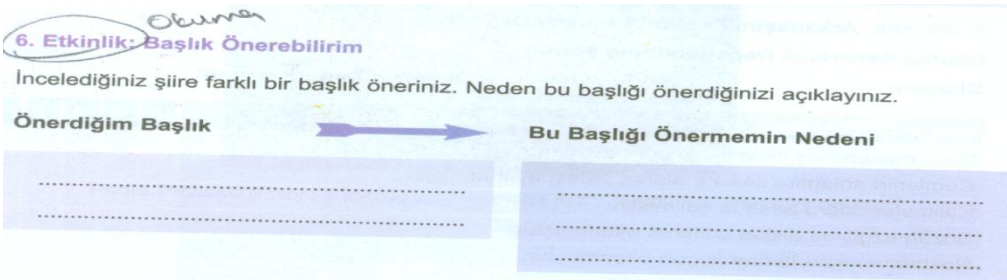 Okuma
6. Etkinlik: Başlık Önerebilirim
İncelediğiniz şiire farklı bir başlık öneriniz. Neden bu başlığı önerdiğinizi açıklayınız.
Önerdiğim Başlık
Bu Başlığı Önermemin Nedeni